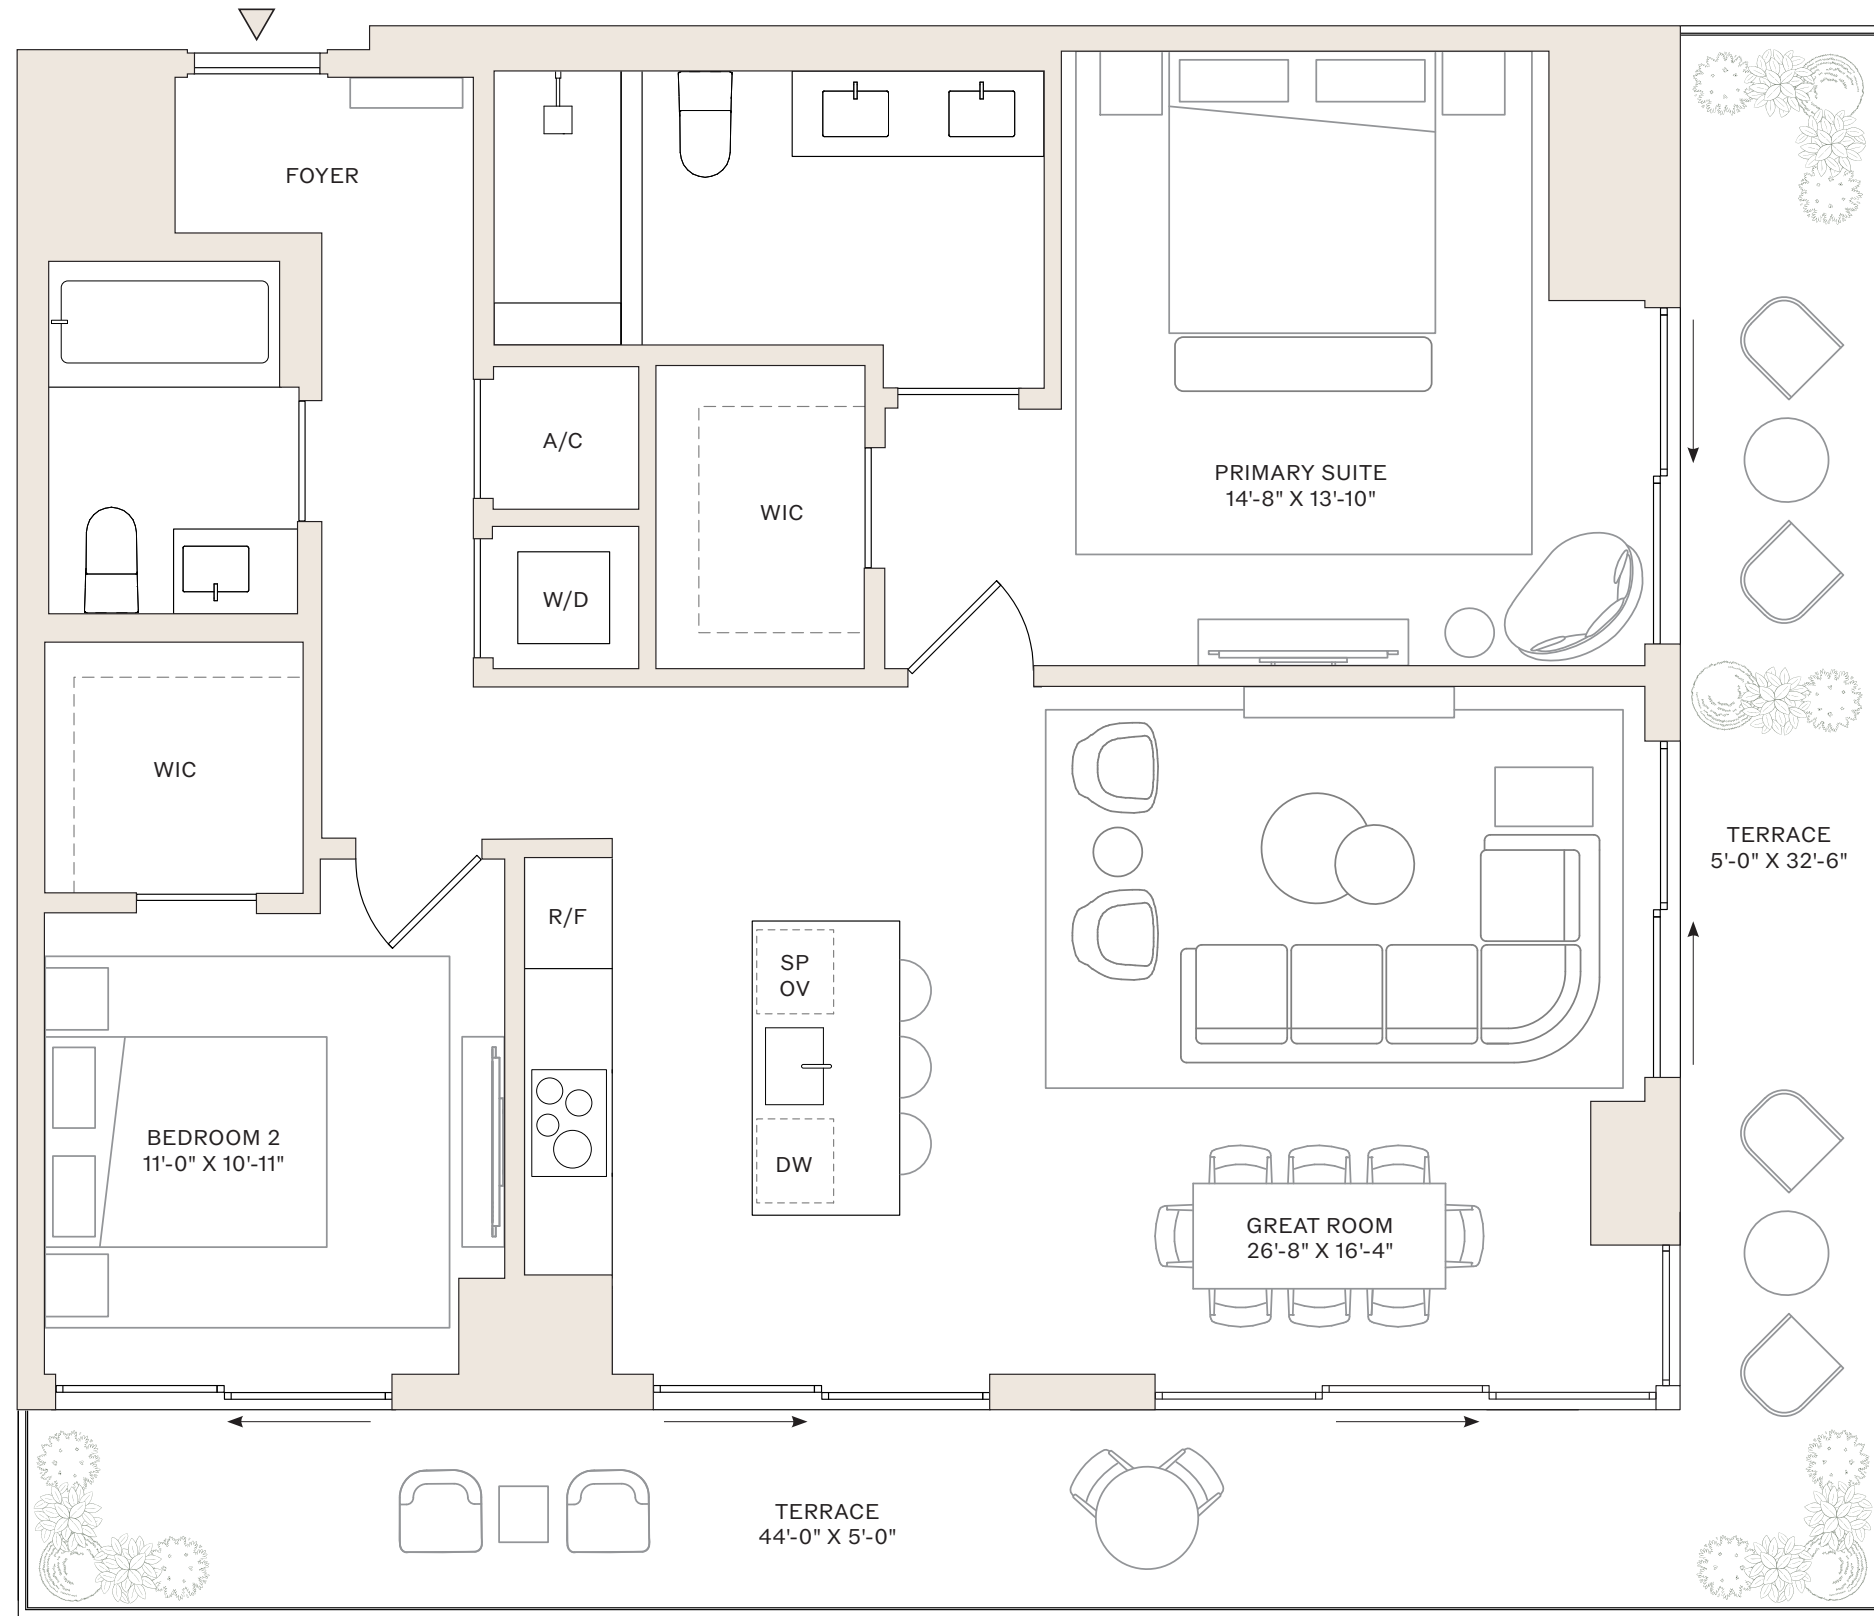 FOYER
A/C
WIC
PRIMARY SUITE
14'-8" X 13'-10"
W/D
WIC
TERRACE
5'-0" X 32'-6"
R/F
SP
OV
BEDROOM 2
11'-0" X 10'-11"
DW
GREAT ROOM
26'-8" X 16'-4"
TERRACE
44'-0" X 5'-0"